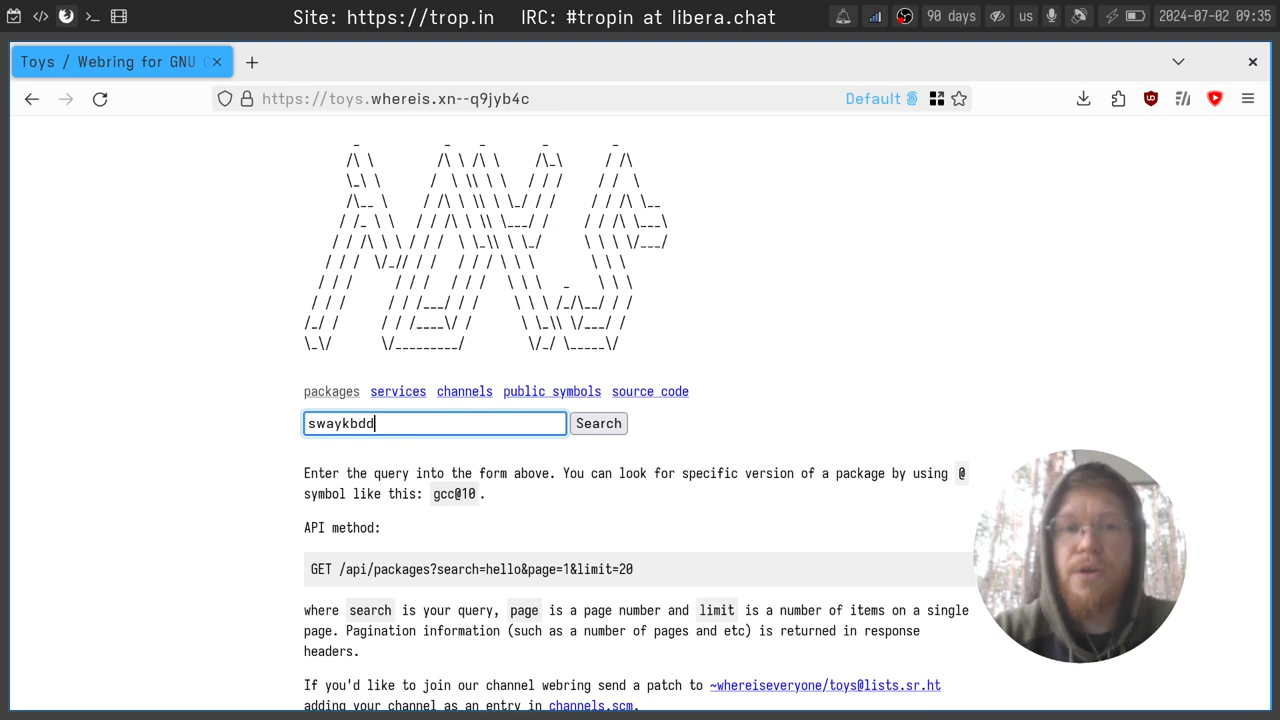 Site: https://trop.in IRC: #tropin at libera.chat
90 days
us
2024-07-02 09:35
Toys / Webring for GNU
https://toys.whereis.xn--q9jyb4c
Default
packages services channels public symbols source code
swaykbdd
Search
Enter the query into the form above. You can look for specific version of a package by using @
symbol like this: gcc@10.
API method:
GET /api/packages?search=hello&page=1&limit=20
where search is your query, page is a page number and limit is a number of items on a single
page. Pagination information (such as a number of pages and etc) is returned in response
headers.
If you'd like to join our channel webring send a patch to ~whereiseveryone/toys@lists.sr.ht
adding your channel as an entry in channels.scm.